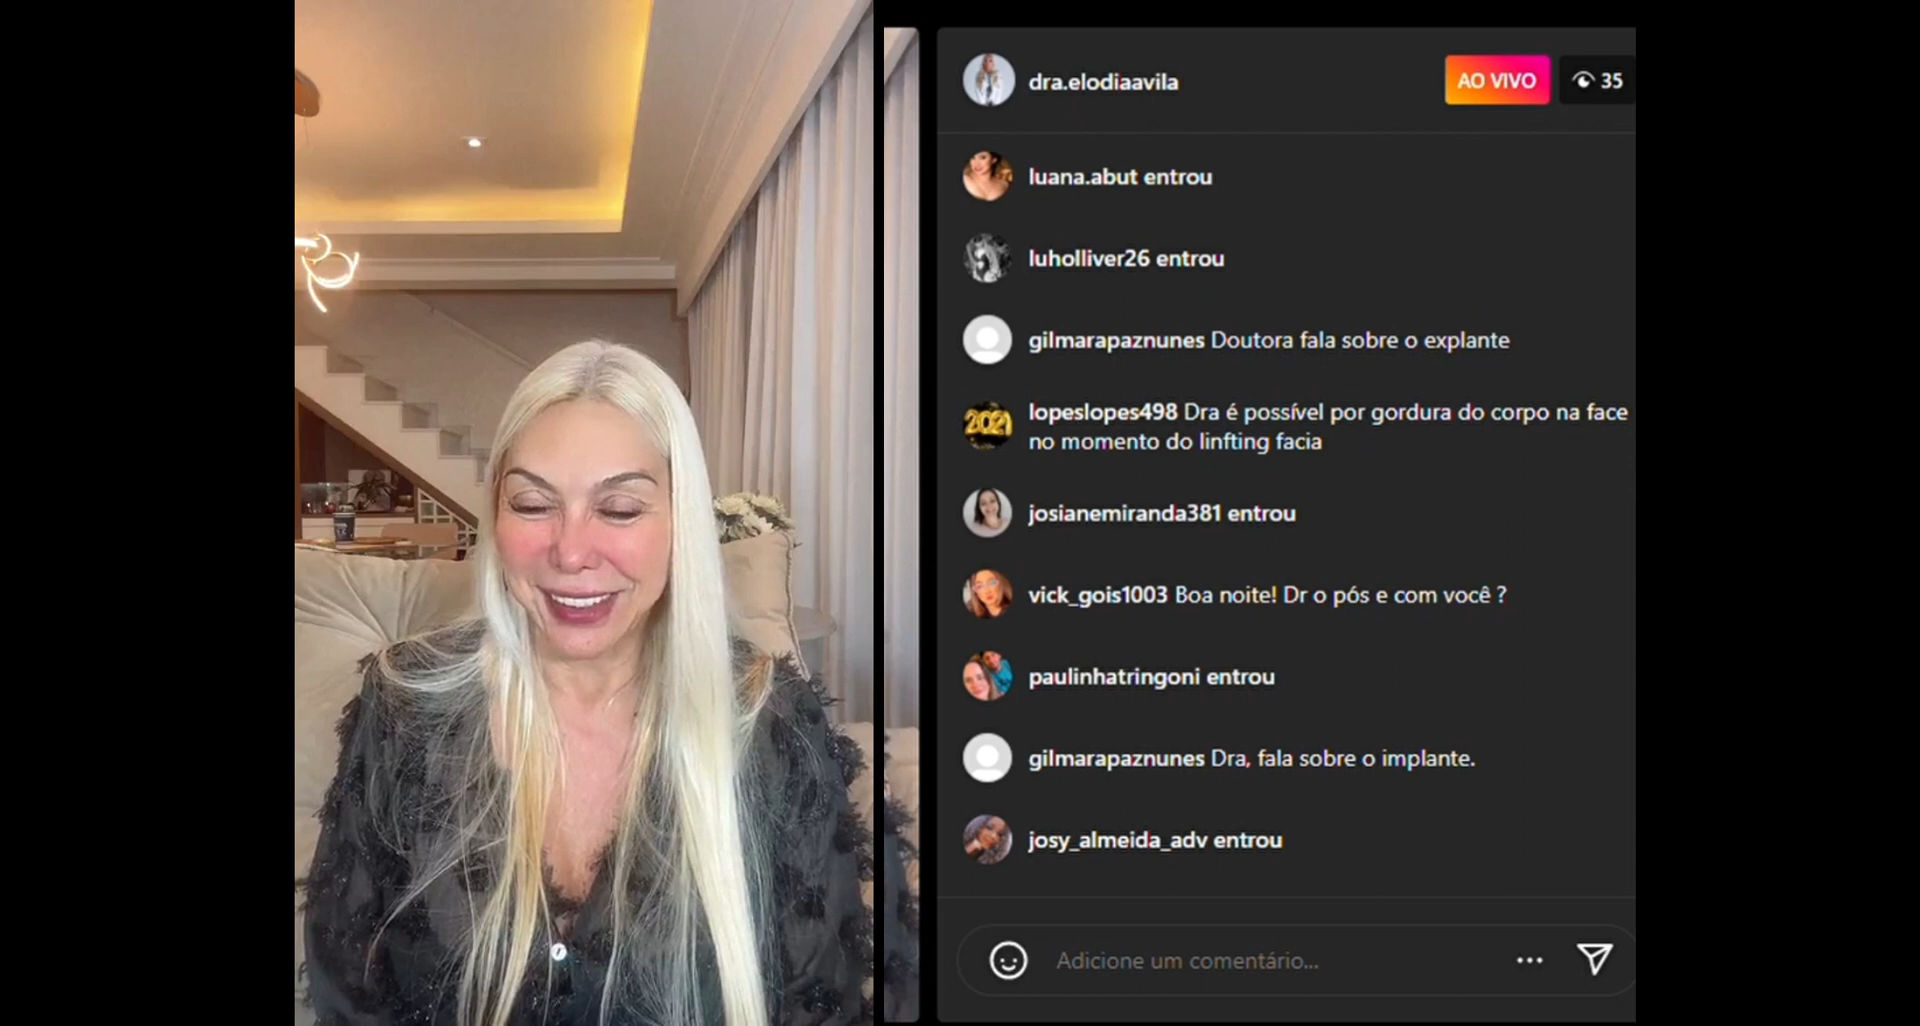 dra.elodiaavila
AO VIVO
35
luana.abut entrou
luholliver26 entrou
gilmarapaznunes Doutora fala sobre o explante
lopeslopes498 Dra é possível por gordura do corpo na face
no momento do linfting facia
josianemiranda381 entrou
vick_gois1003 Boa noite! Dr o pós e com você ?
paulinhatringoni entrou
gilmarapaznunes Dra, fala sobre o implante.
josy_almeida_adv entrou
Adicione um comentário...
2021